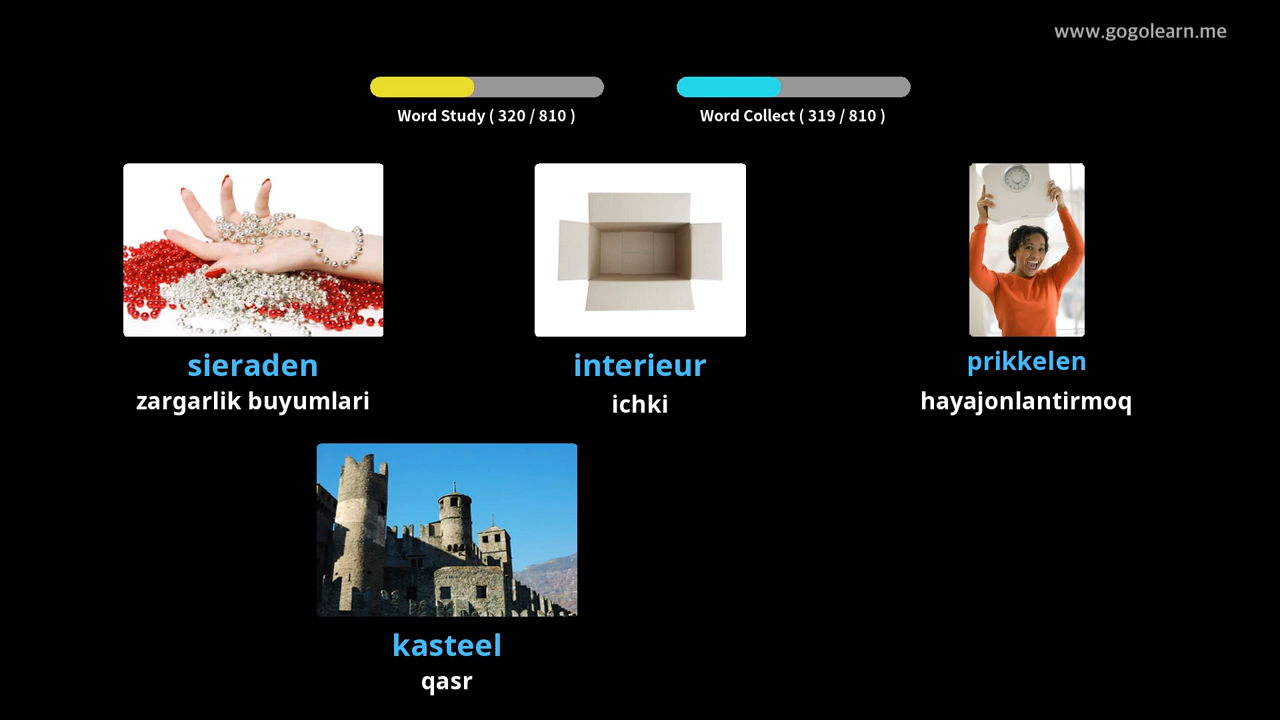 www.gogolearn.me
Word Study ( 320 / 810 )
Word Collect ( 319 / 810 )
sieraden
zargarlik buyumlari
interieur
ichki
prikkelen
hayajonlantirmoq
kasteel
qasr